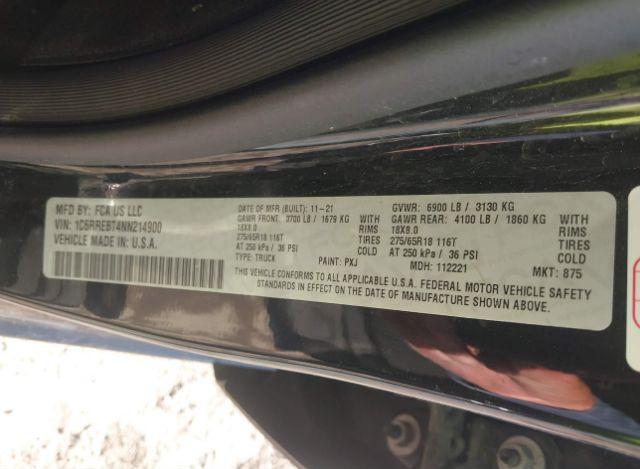 MFD BY: FCA US LLC
VIN: 1C6RREBT4NN214900
VEHICLE MADE IN: U.S.A.
DATE OF MFR (BUILT): 11-21
GAWR FRONT: 3700 LB / 1679 KG
18X8.0 RIMS
275/65R18 116T TIRES
AT 250 kPa / 36 PSI WITH
TYPE: TRUCK
PAINT: PXJ
GVWR: 6900 LB / 3130 KG
GAWR REAR: 4100 LB / 1860 KG WITH
18X8.0 RIMS
275/65R18 116T TIRES
AT 250 kPa / 36 PSI
MDH: 112221
MKT: 875
THIS VEHICLE CONFORMS TO ALL APPLICABLE U.S.A. FEDERAL MOTOR VEHICLE SAFETY
STANDARDS IN EFFECT ON THE DATE OF MANUFACTURE SHOWN ABOVE.